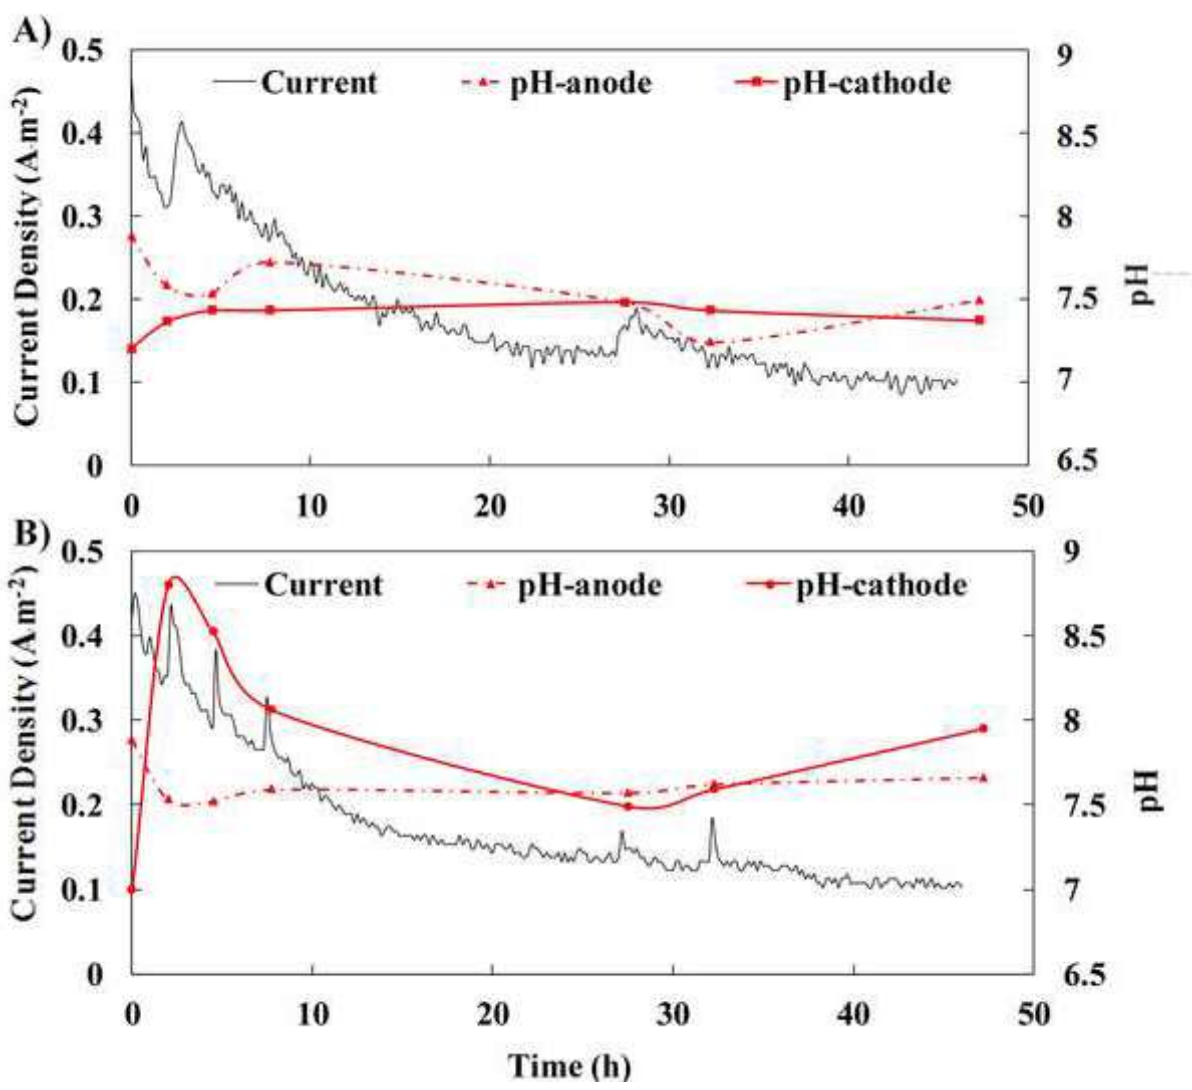 A)
Current Density (A m⁻²)
0.5
0.4
0.3
0.2
0.1
0
Current
pH-anode
pH-cathode
9
8.5
8
7.5
7
6.5
pH
0 10 20 30 40 50
B)
Current Density (A m⁻²)
0.5
0.4
0.3
0.2
0.1
0
Current
pH-anode
pH-cathode
9
8.5
8
7.5
7
6.5
pH
0 10 20 30 40 50
Time (h)